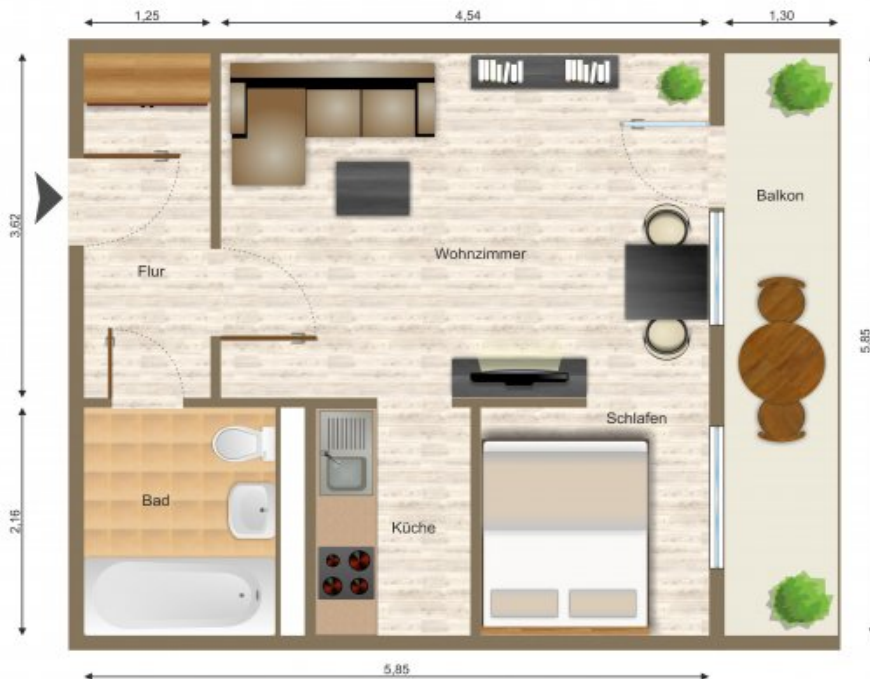 1,25
4,54
1,30
Balkon
3,62
Wohnzimmer
Flur
5,85
Schlafen
Bad
2,16
Küche
5,85